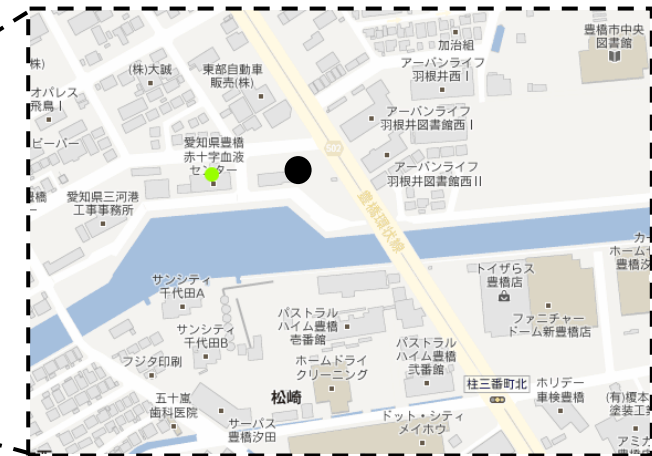 豊橋市中央
図書館
加治組
株)
(株)大誠
東部自動車
販売(株)
アーバンライフ
羽根井西Ⅰ
オパレス
飛鳥Ⅰ
アーバンライフ
羽根井図書館西Ⅰ
ビーバー
愛知県豊橋
赤十字血液
センター
502
アーバンライフ
羽根井図書館西Ⅱ
豊橋
愛知県三河港
工事事務所
豊橋環状線
カー
ホームセ
豊橋汐
トイザらス
豊橋店
サンシティ
千代田A
パストラル
ハイム豊橋
壱番館
ファニチャー
ドーム新豊橋店
サンシティ
千代田B
パストラル
ハイム豊橋
弐番館
フジタ印刷
ホームドライ
クリーニング
柱三番町北
ホリデー
車検豊橋
五十嵐
歯科医院
松崎
(有)榎本
塗装工
サーパス
豊橋汐田
ドット・シティ
メイホウ
アミカ